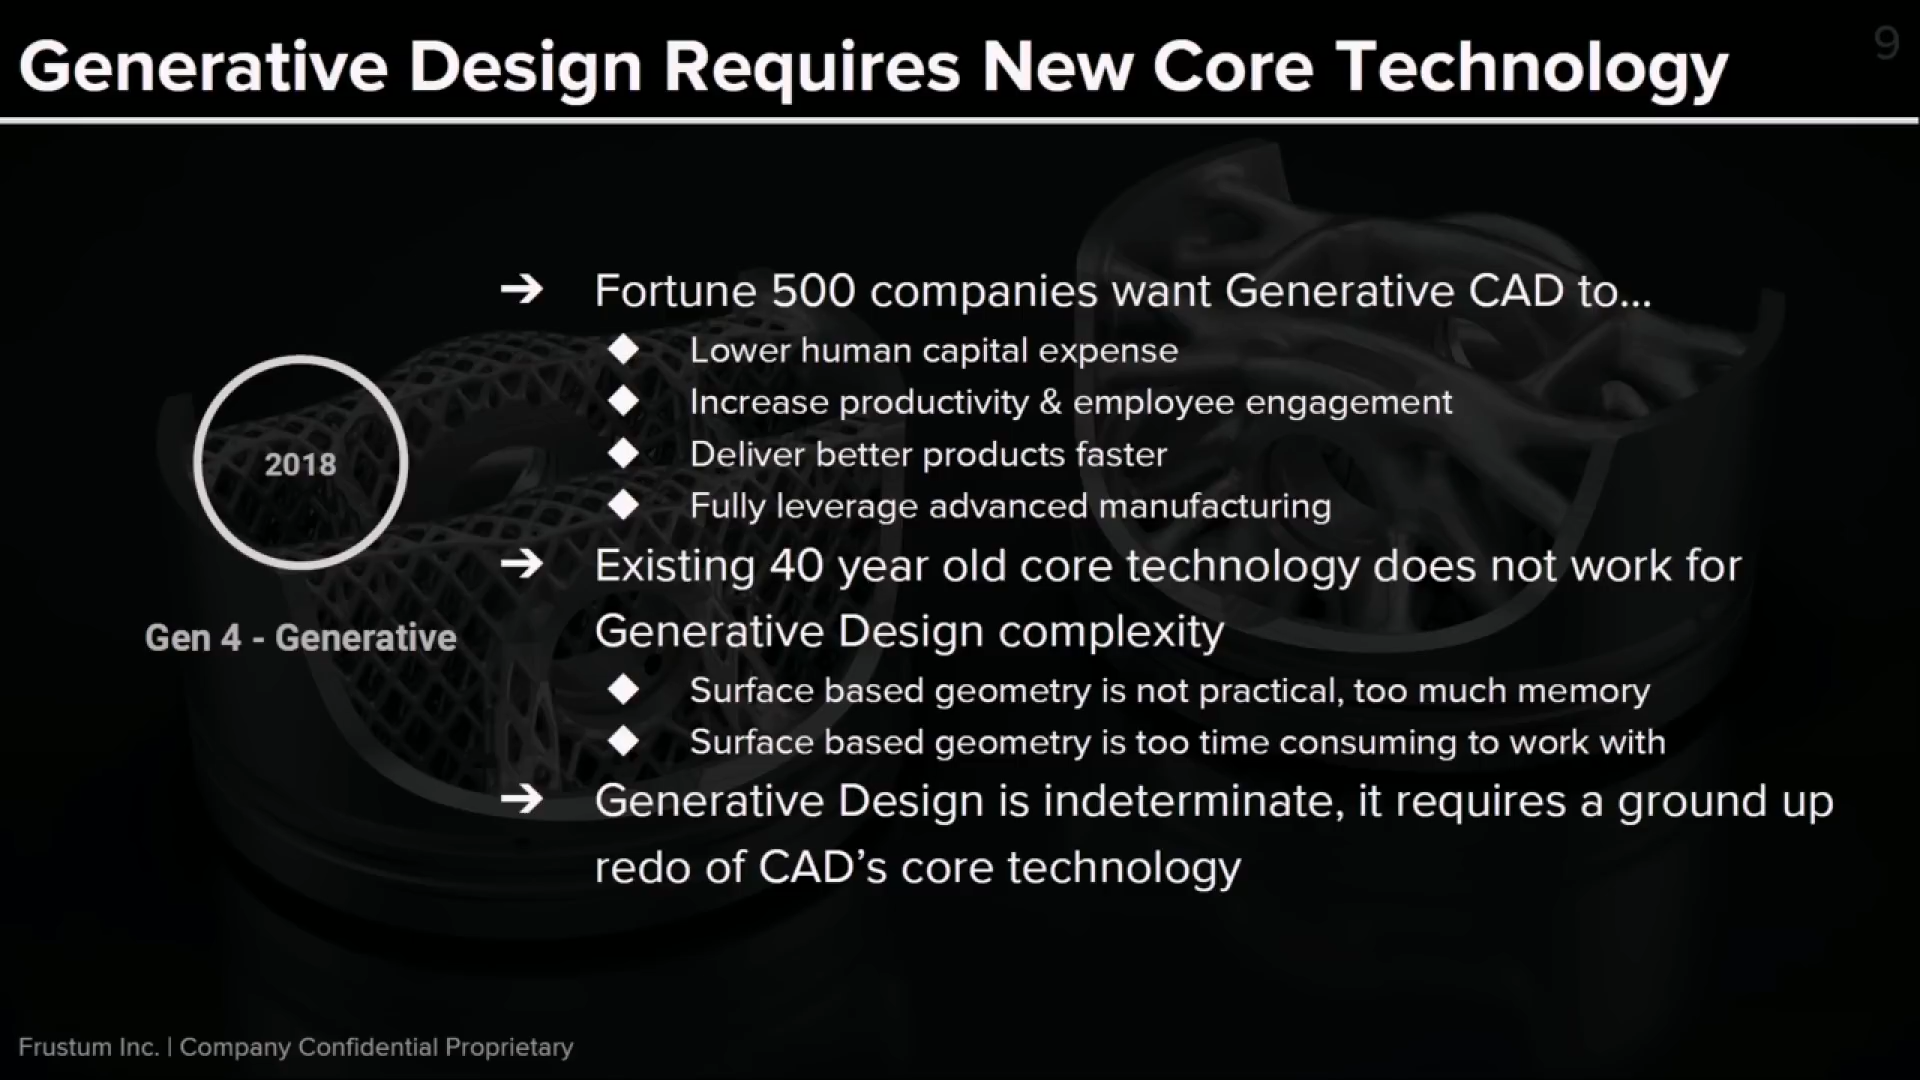 Generative Design Requires New Core Technology
9
➔ Fortune 500 companies want Generative CAD to...
◆ Lower human capital expense
◆ Increase productivity & employee engagement
◆ Deliver better products faster
◆ Fully leverage advanced manufacturing
➔ Existing 40 year old core technology does not work for
Generative Design complexity
◆ Surface based geometry is not practical, too much memory
◆ Surface based geometry is too time consuming to work with
➔ Generative Design is indeterminate, it requires a ground up
redo of CAD’s core technology
2018
Gen 4 - Generative
Frustum Inc. | Company Confidential Proprietary